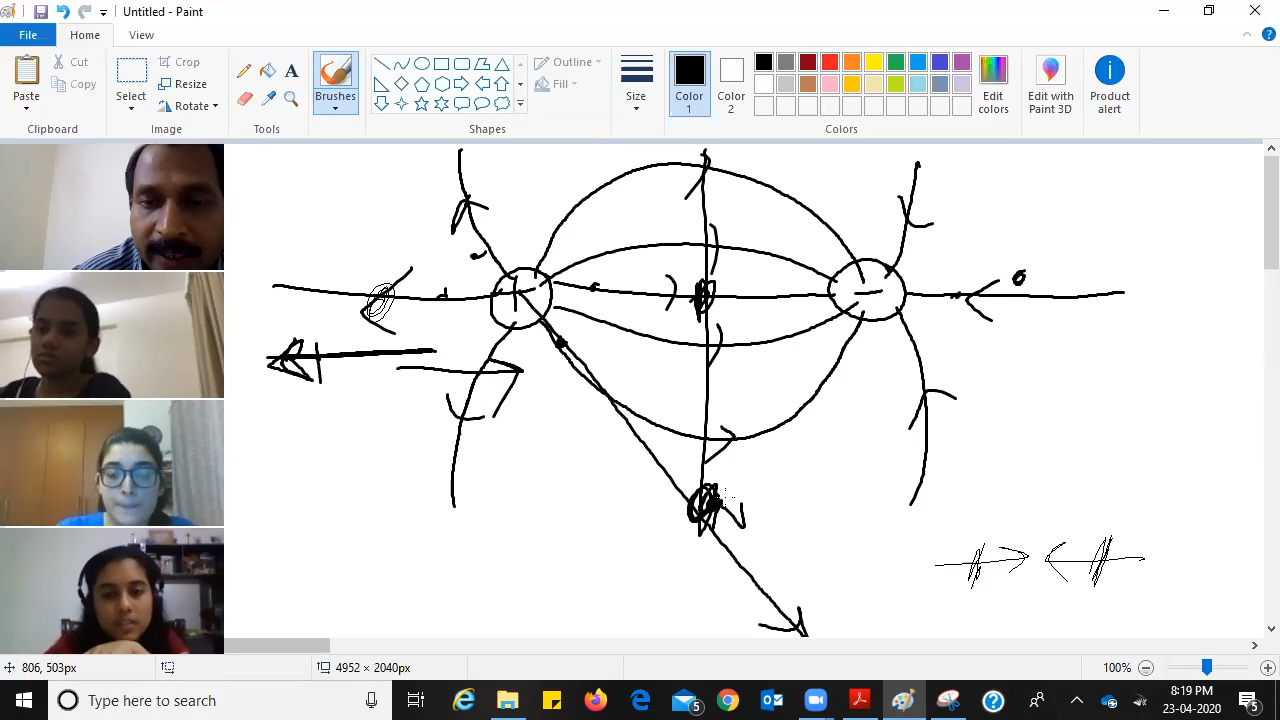 Untitled - Paint
File Home View
Paste
Cut
Copy
Clipboard
Select
Crop
Resize
Rotate
Image
Tools
Brushes
Outline
Fill
Shapes
Size
Color 1
Color 2
Edit colors
Colors
Edit with Paint 3D
Product alert
806, 503px
4952 × 2040px
100%
Type here to search
5
5
8:19 PM
23-04-2020